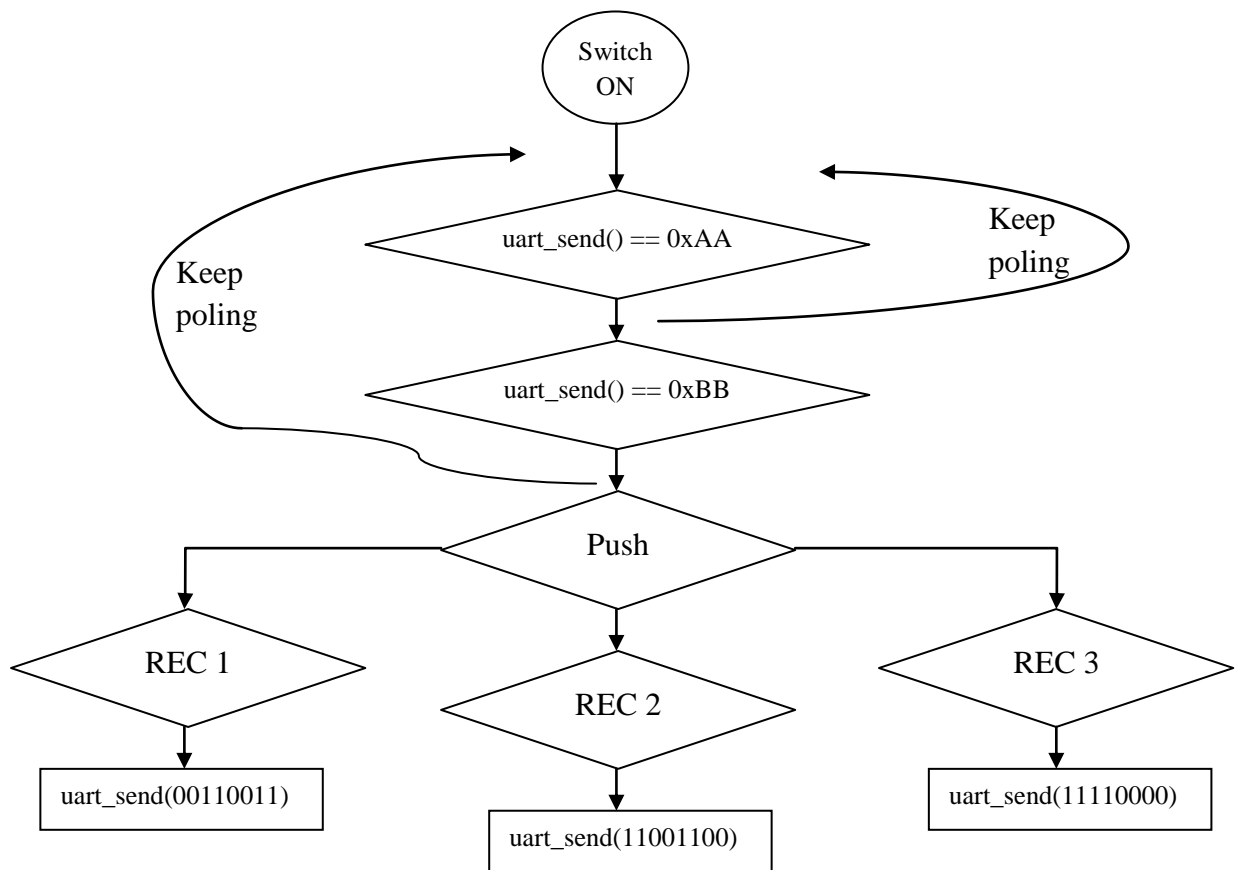 Switch
ON
uart_send() == 0xAA
Keep
poling
Keep
poling
uart_send() == 0xBB
Push
REC 1
REC 2
REC 3
uart_send(00110011)
uart_send(11001100)
uart_send(11110000)